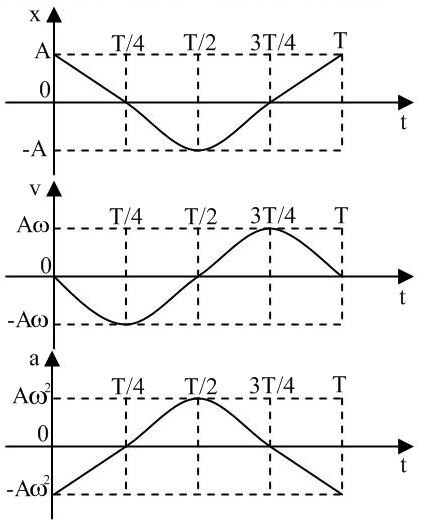 x
A T/4 T/2 3T/4 T
0
t
-A
v
T/4 T/2 3T/4 T
Aω
0
t
-Aω
a
T/4 T/2 3T/4 T
Aω²
0
t
-Aω²